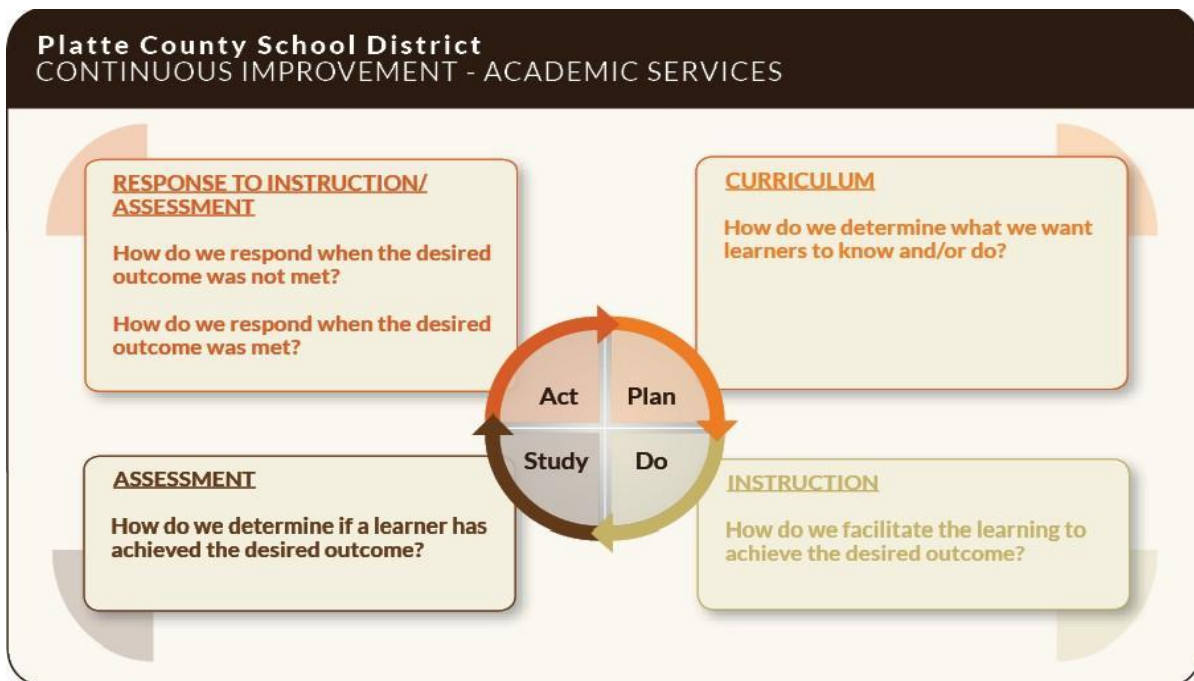 Platte County School District
CONTINUOUS IMPROVEMENT - ACADEMIC SERVICES
RESPONSE TO INSTRUCTION/
ASSESSMENT
How do we respond when the desired
outcome was not met?
How do we respond when the desired
outcome was met?
CURRICULUM
How do we determine what we want
learners to know and/or do?
Act
Plan
Study
Do
ASSESSMENT
How do we determine if a learner has
achieved the desired outcome?
INSTRUCTION
How do we facilitate the learning to
achieve the desired outcome?